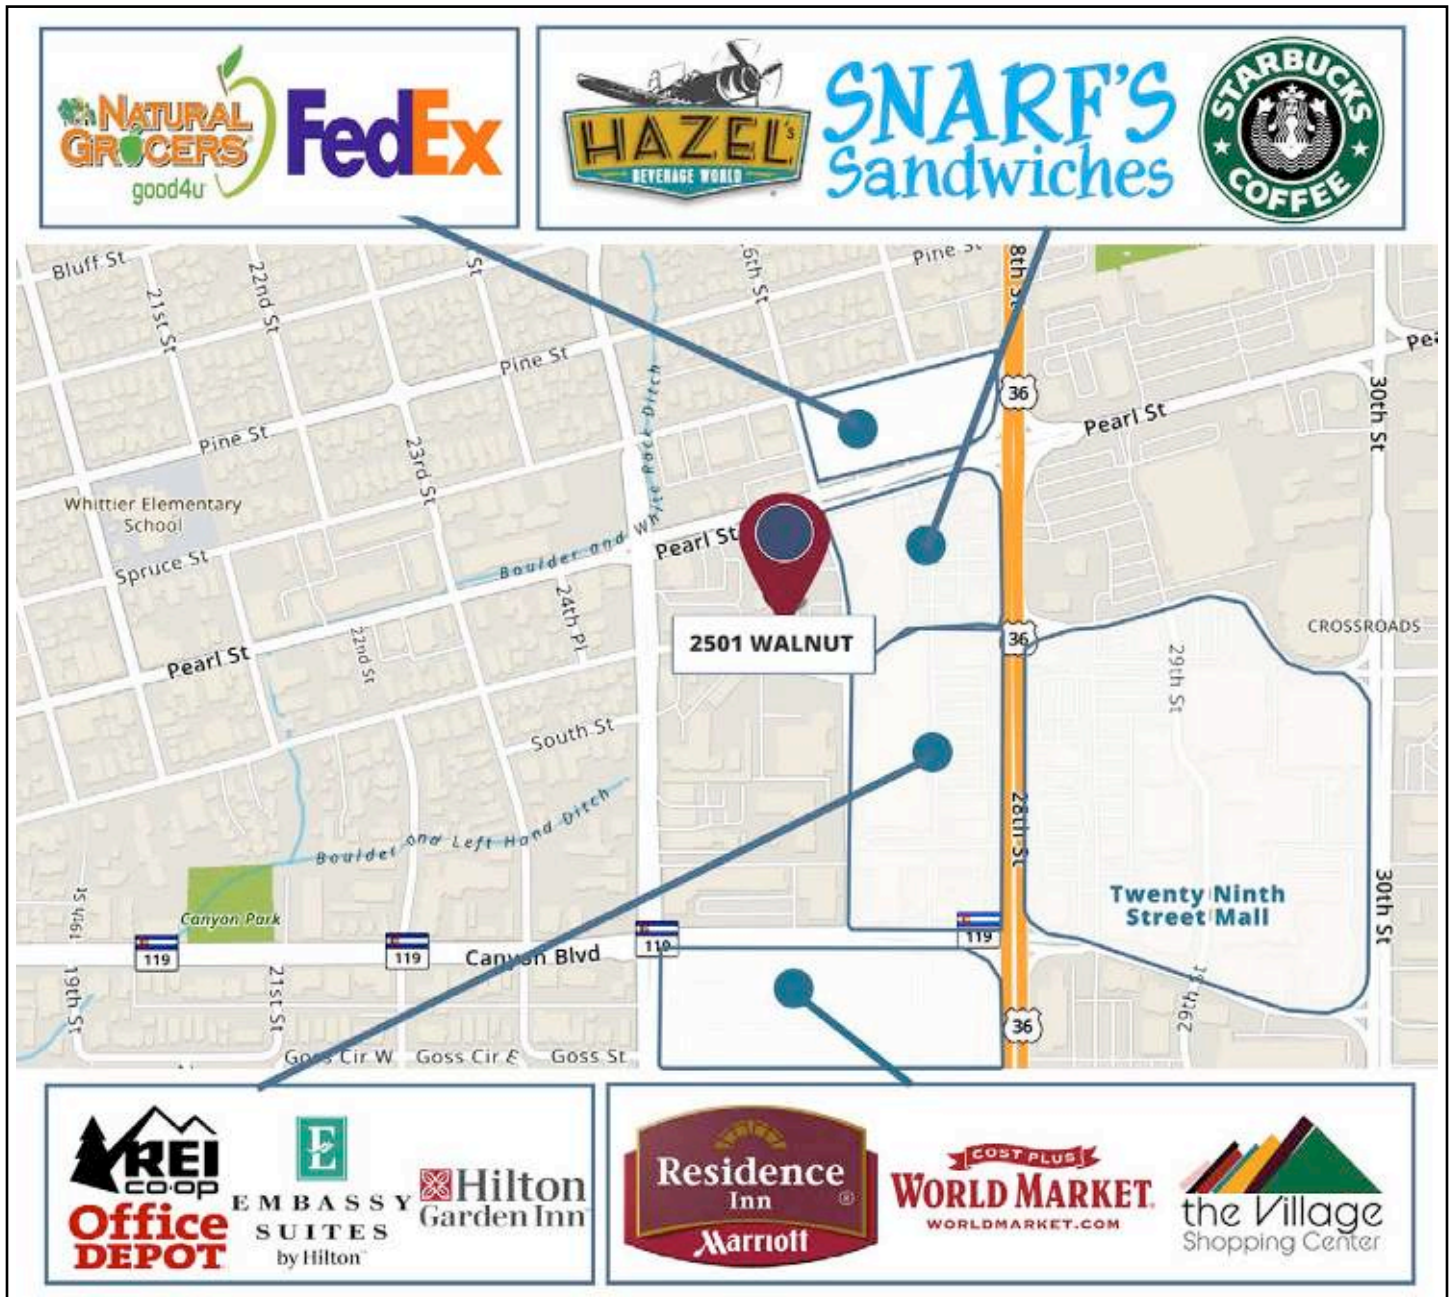 NATURAL
GROCERS
good4u
FedEx
HAZEL'S
BEVERAGE WORLD
SNARF'S
Sandwiches
STARBUCKS
COFFEE
Bluff St
21st St
22nd St
St
6th St
Pine St
8th St
Pine St
36
Pearl St
30th St
Pine St
23rd St
Boulder and White Rock Ditch
Whittier Elementary
School
Spruce St
Pearl St
24th Pl
22nd St
Pearl St
2501 WALNUT
36
CROSSROADS
29th St
South St
Boulder and Left Hand Ditch
28th St
Twenty Ninth
Street Mall
30th St
19th St
Canyon Park
119
119
119
119
Canyon Blvd
19th St
21st St
29th St
36
Goss Cir W
Goss Cir E
Goss St
REI
CO·OP
Office
DEPOT
E
EMBASSY
SUITES
by Hilton
Hilton
Garden Inn
Residence
Inn
®
Marriott
COST PLUS
WORLD MARKET.
WORLDMARKET.COM
the Village
Shopping Center